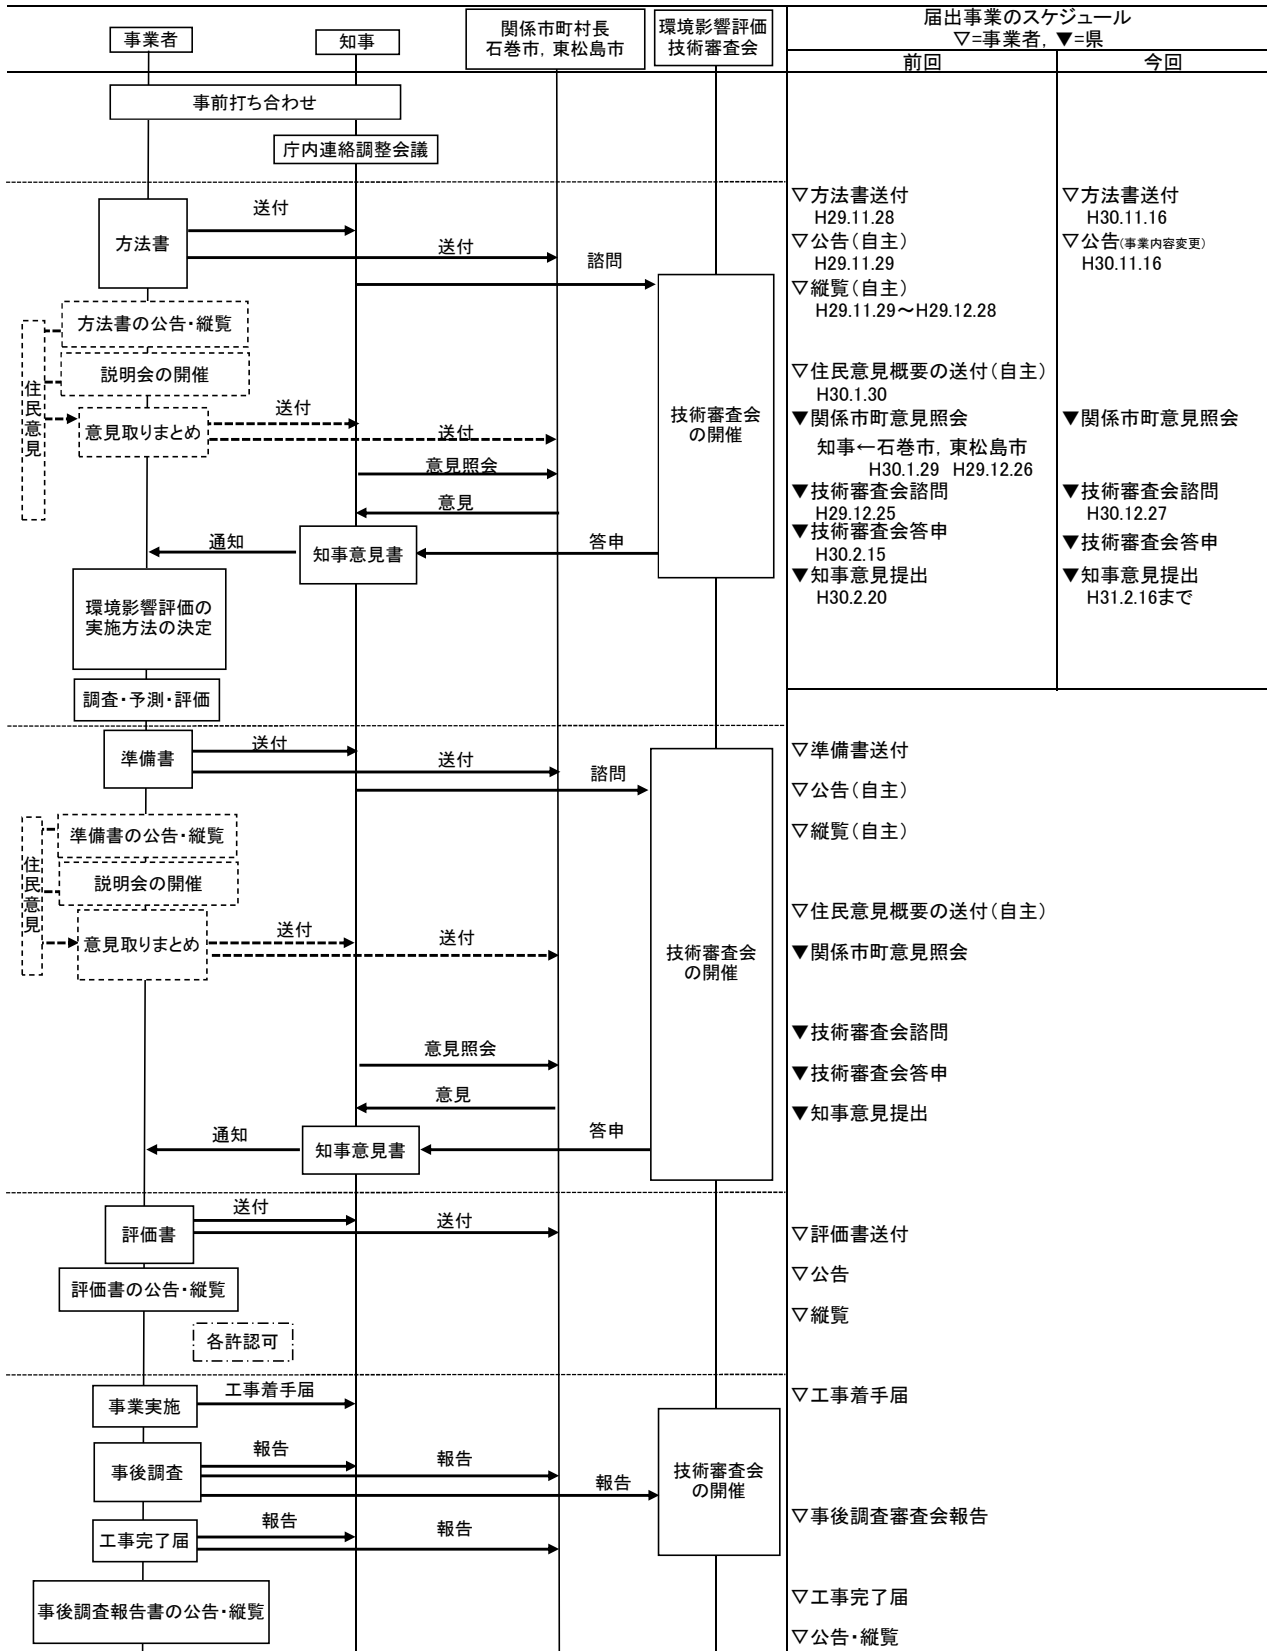 事業者
知事
関係市町村長
石巻市，東松島市
環境影響評価
技術審査会
届出事業のスケジュール
▽=事業者，▼=県
前回
今回
事前打ち合わせ
庁内連絡調整会議
方法書
送付
送付
諮問
方法書の公告・縦覧
説明会の開催
住民意見
意見取りまとめ
送付
送付
意見照会
意見
技術審査会
の開催
通知
知事意見書
答申
環境影響評価の
実施方法の決定
調査・予測・評価
▽方法書送付
H29.11.28
▽公告（自主）
H29.11.29
▽縦覧（自主）
H29.11.29～H29.12.28
▽住民意見概要の送付（自主）
H30.1.30
▼関係市町意見照会
知事←石巻市，東松島市
H30.1.29 H29.12.26
▼技術審査会諮問
H29.12.25
▼技術審査会答申
H30.2.15
▼知事意見提出
H30.2.20
▽方法書送付
H30.11.16
▽公告(事業内容変更)
H30.11.16
▼関係市町意見照会
▼技術審査会諮問
H30.12.27
▼技術審査会答申
▼知事意見提出
H31.2.16まで
準備書
送付
送付
諮問
準備書の公告・縦覧
説明会の開催
住民意見
意見取りまとめ
送付
送付
技術審査会
の開催
意見照会
意見
通知
知事意見書
答申
▽準備書送付
▽公告（自主）
▽縦覧（自主）
▽住民意見概要の送付（自主）
▼関係市町意見照会
▼技術審査会諮問
▼技術審査会答申
▼知事意見提出
評価書
送付
送付
評価書の公告・縦覧
各許認可
▽評価書送付
▽公告
▽縦覧
事業実施
工事着手届
事後調査
報告
報告
報告
技術審査会
の開催
工事完了届
報告
報告
事後調査報告書の公告・縦覧
▽工事着手届
▽事後調査審査会報告
▽工事完了届
▽公告・縦覧